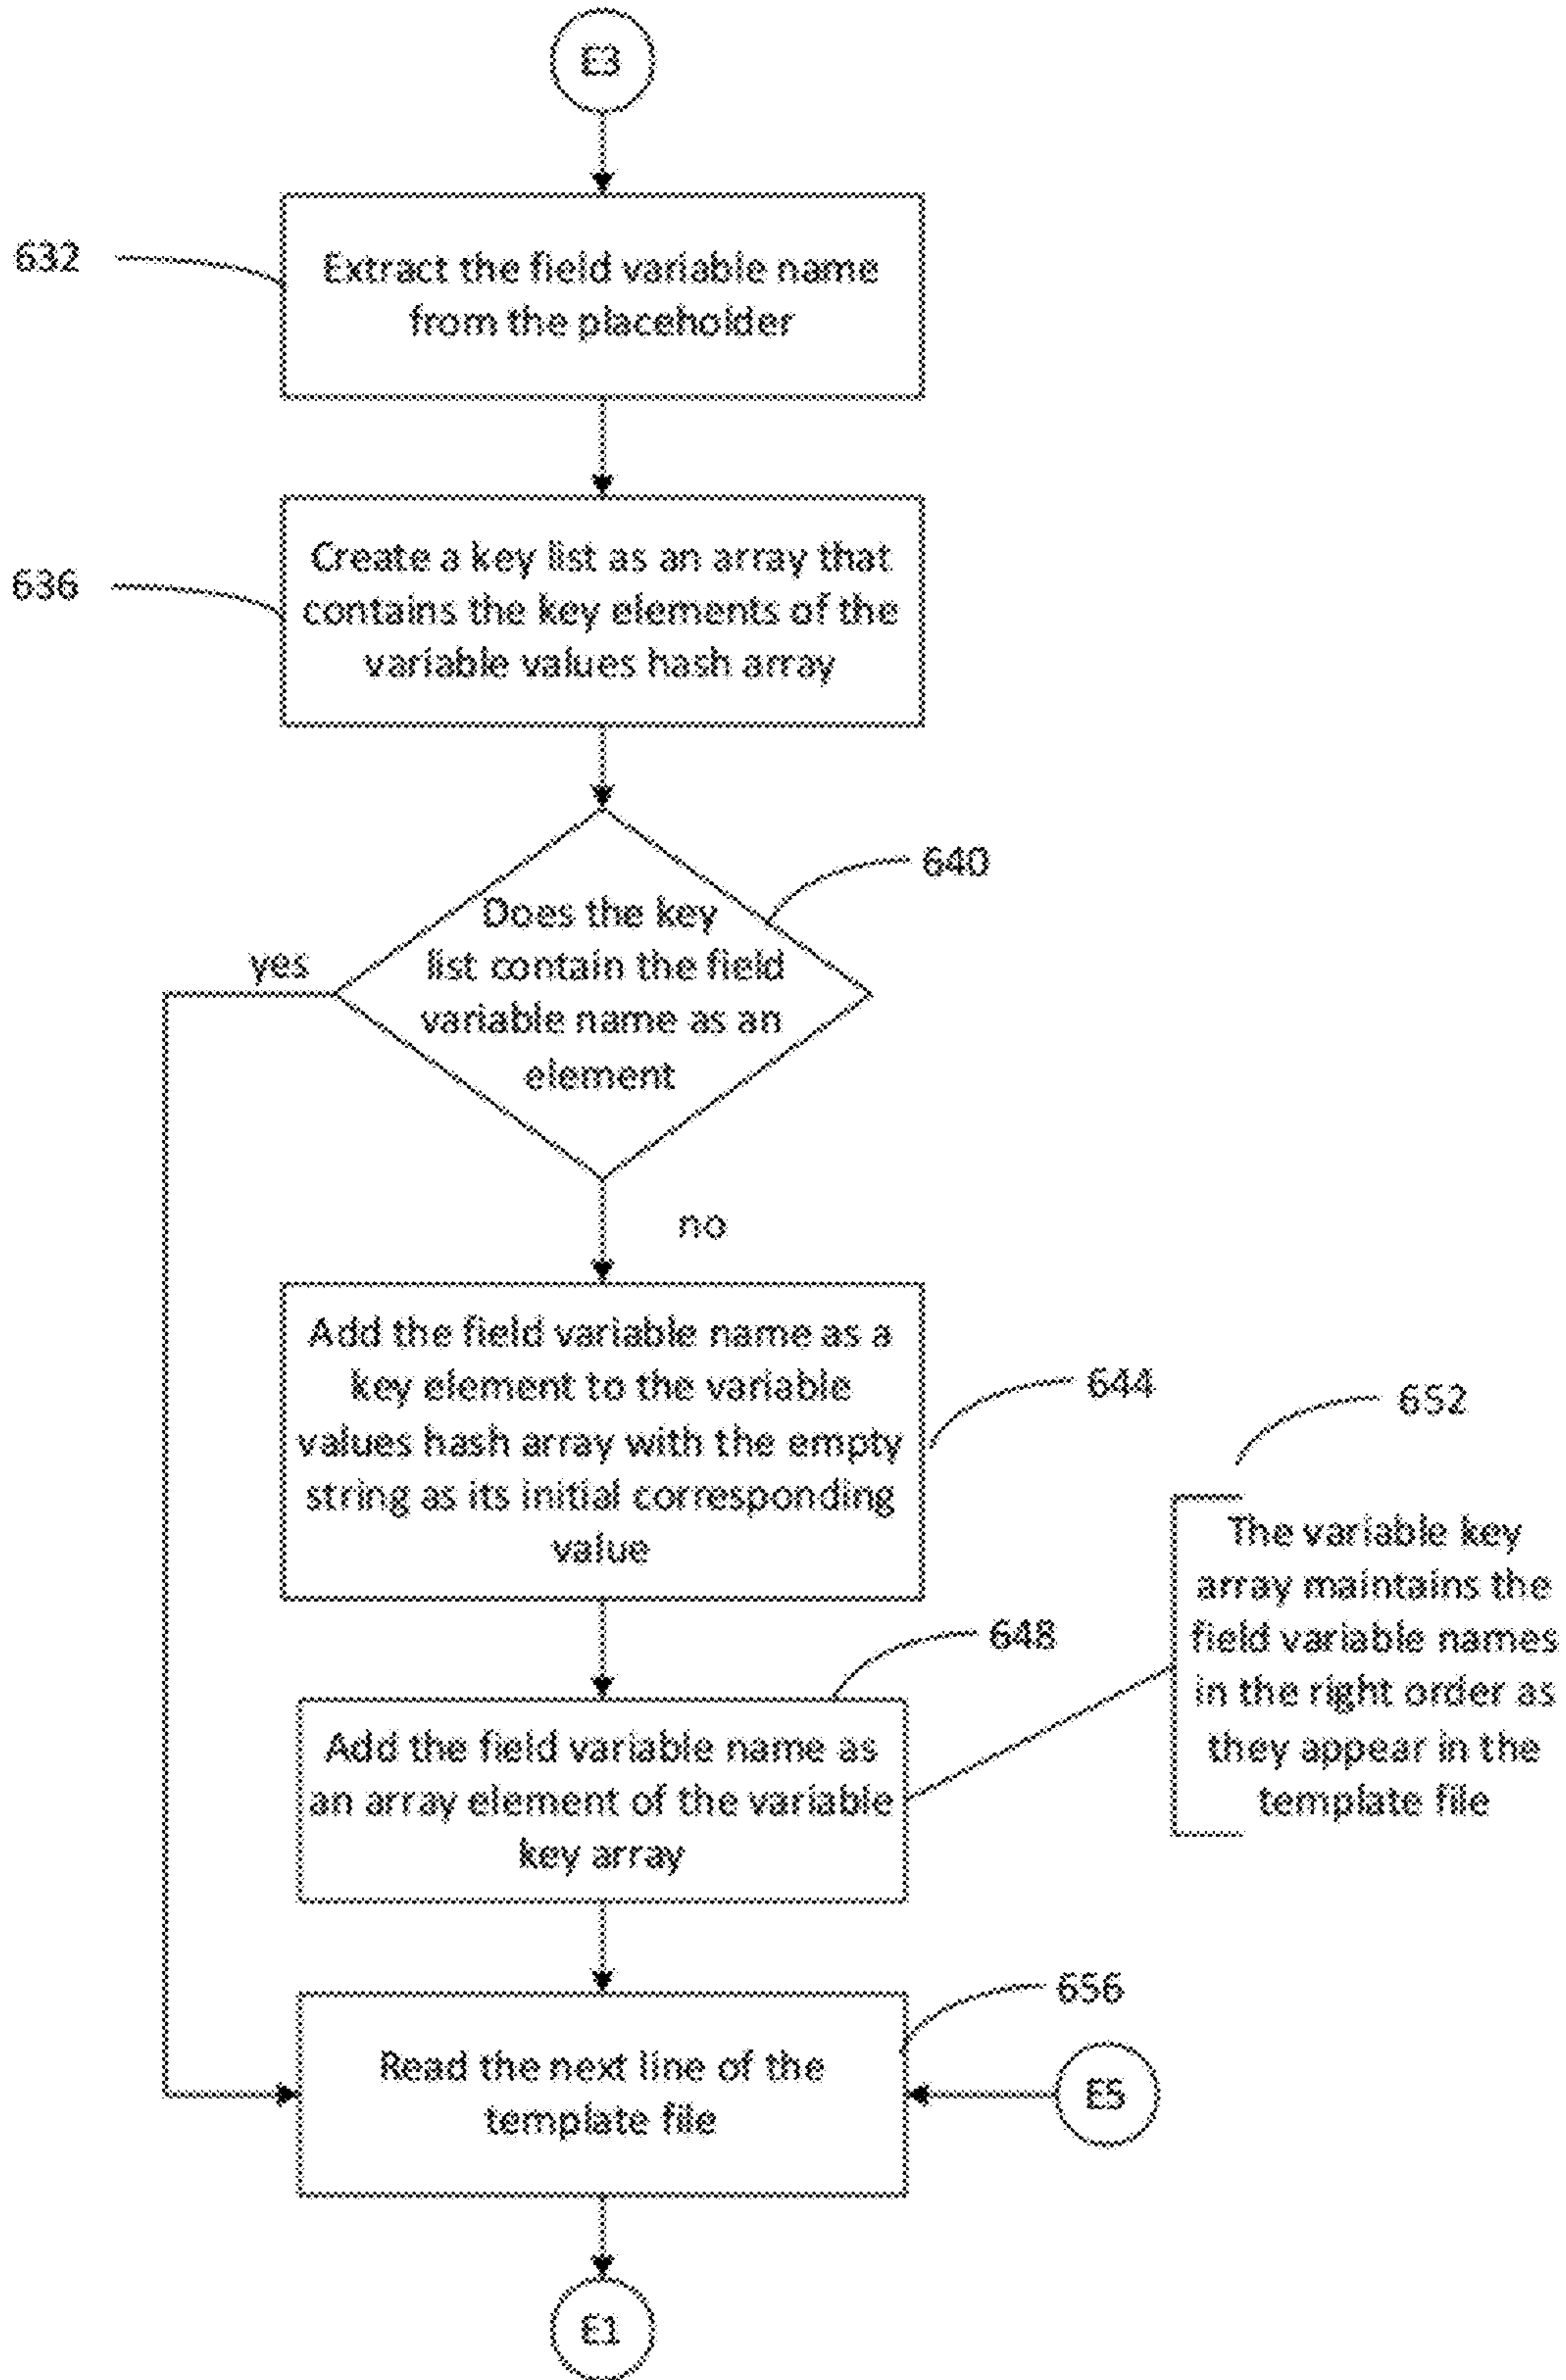 E3
632
Extract the field variable name
from the placeholder
636
Create a key list as an array that
contains the key elements of the
variable values hash array
640
Does the key
list contain the field
variable name as an
element
yes
no
Add the field variable name as a
key element to the variable
values hash array with the empty
string as its initial corresponding
value
644
652
The variable key
array maintains the
field variable names
in the right order as
they appear in the
template file
648
Add the field variable name as
an array element of the variable
key array
656
Read the next line of the
template file
E5
E1